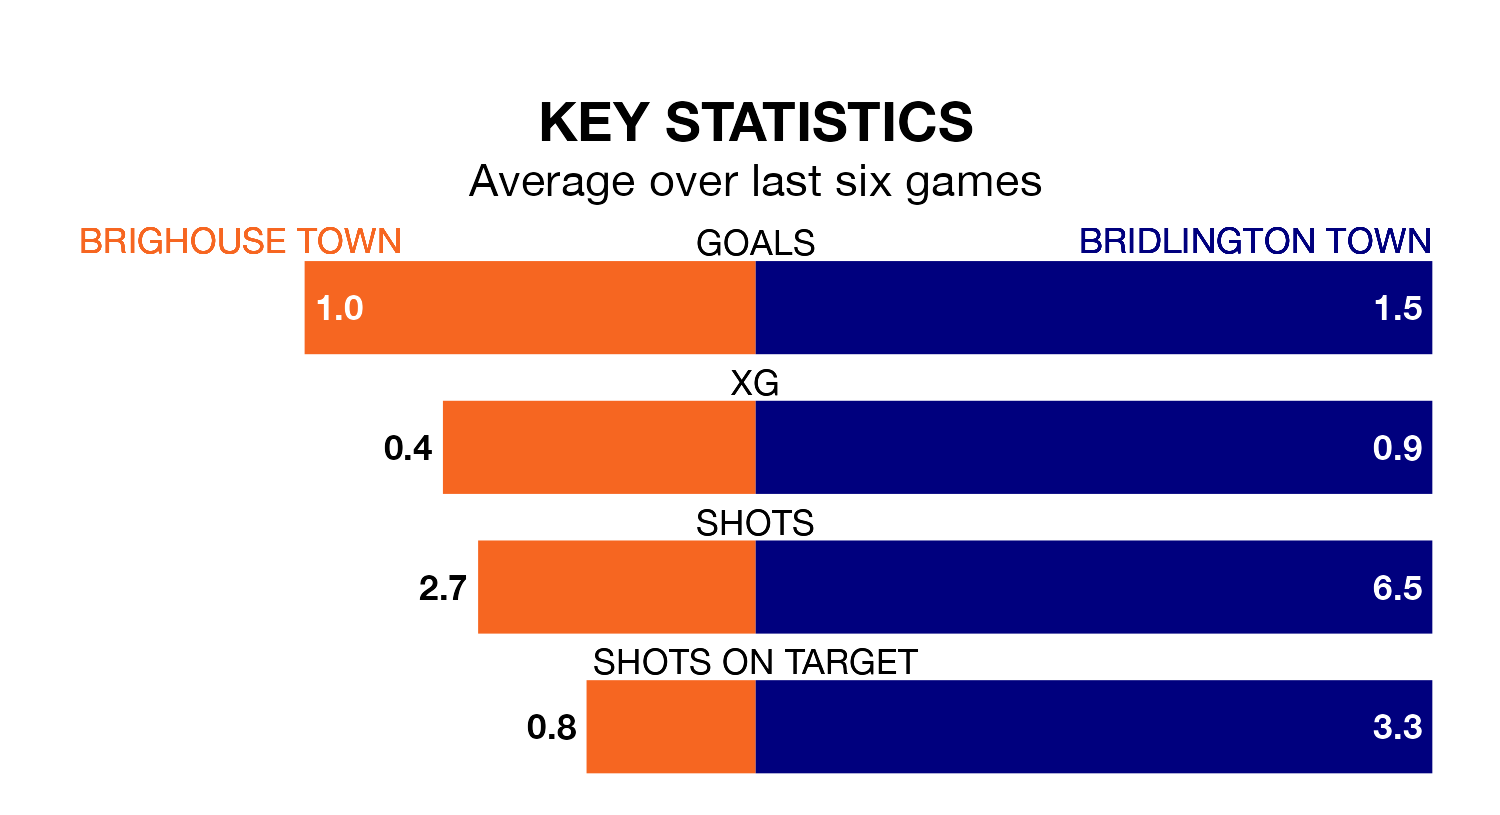 KEY STATISTICS
Average over last six games
BRIGHOUSE TOWN GOALS BRIDLINGTON TOWN
1.0 1.5
XG
0.4 0.9
SHOTS
2.7 6.5
SHOTS ON TARGET
0.8 3.3